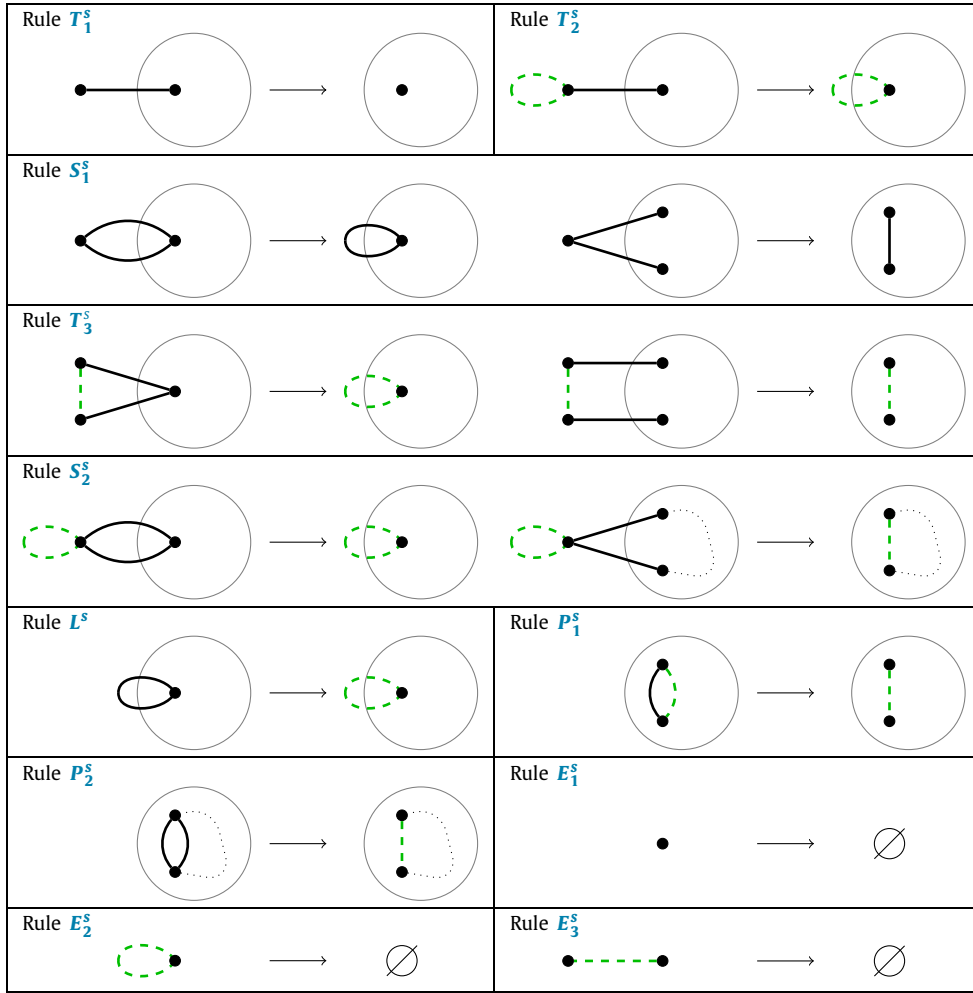 Rule T₁ˢ
Rule T₂ˢ
Rule S₁ˢ
Rule T₃ˢ
Rule S₂ˢ
Rule Lˢ
Rule P₁ˢ
Rule P₂ˢ
Rule E₁ˢ
Rule E₂ˢ
Rule E₃ˢ